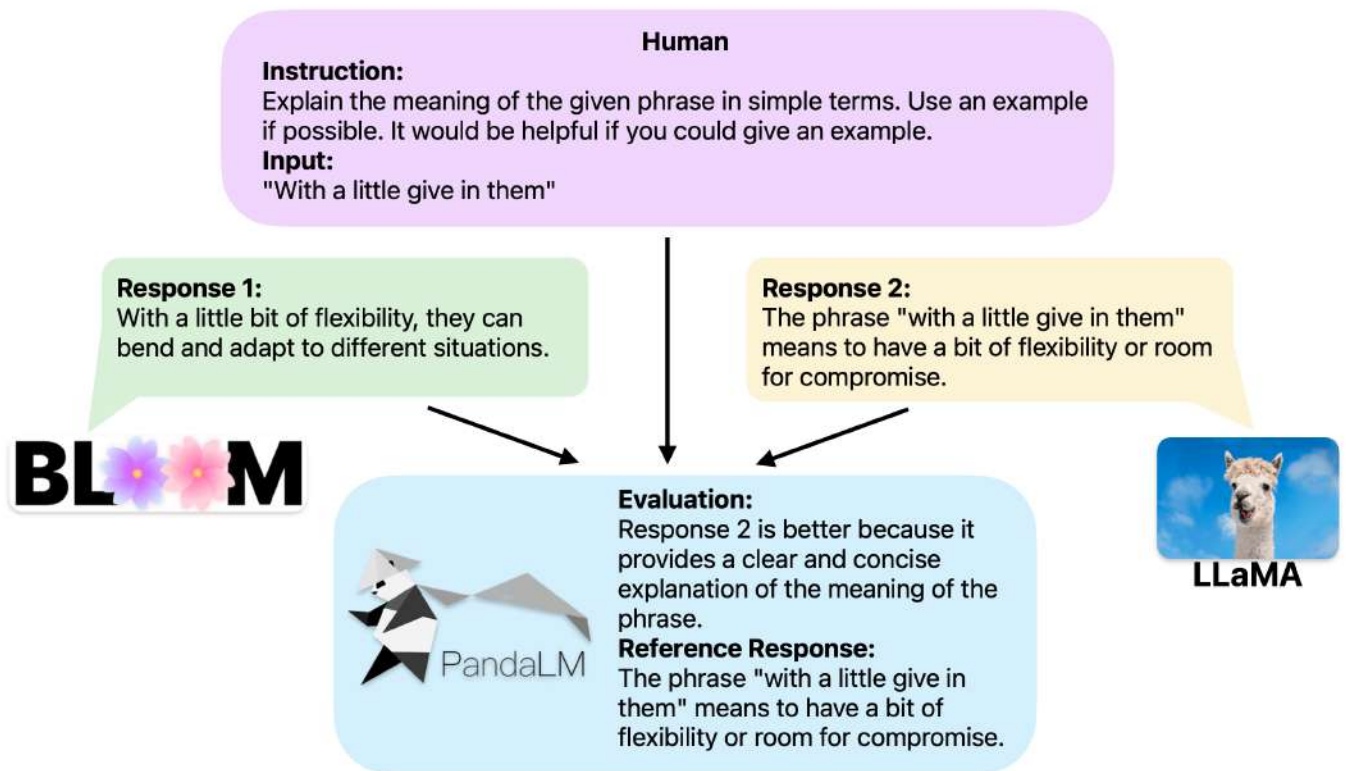 Human
Instruction:
Explain the meaning of the given phrase in simple terms. Use an example
if possible. It would be helpful if you could give an example.
Input:
"With a little give in them"
Response 1:
With a little bit of flexibility, they can
bend and adapt to different situations.
Response 2:
The phrase "with a little give in them"
means to have a bit of flexibility or room
for compromise.
BLOOM
LLaMA
Evaluation:
Response 2 is better because it
provides a clear and concise
explanation of the meaning of the
phrase.
Reference Response:
The phrase "with a little give in
them" means to have a bit of
flexibility or room for compromise.
PandaLM